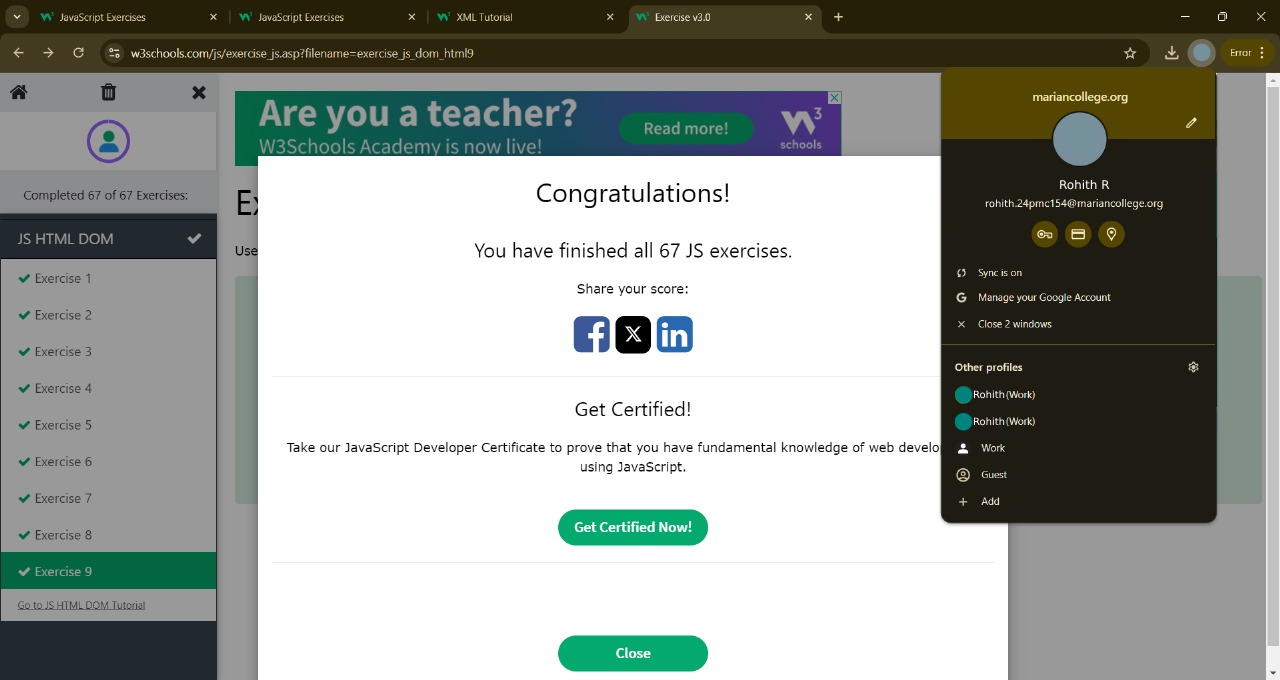 JavaScript Exercises
JavaScript Exercises
XML Tutorial
Exercise v3.0
w3schools.com/js/exercise_js.asp?filename=exercise_js_dom_html9
Error
Completed 67 of 67 Exercises:
JS HTML DOM
Exercise 1
Exercise 2
Exercise 3
Exercise 4
Exercise 5
Exercise 6
Exercise 7
Exercise 8
Exercise 9
Go to JS HTML DOM Tutorial
Are you a teacher?
W3Schools Academy is now live!
Read more!
W3
schools
Use
Congratulations!
You have finished all 67 JS exercises.
Share your score:
Get Certified!
Take our JavaScript Developer Certificate to prove that you have fundamental knowledge of web develo
using JavaScript.
Get Certified Now!
Close
mariancollege.org
Rohith R
rohith.24pmc154@mariancollege.org
Sync is on
Manage your Google Account
Close 2 windows
Other profiles
Rohith(Work)
Rohith(Work)
Work
Guest
Add